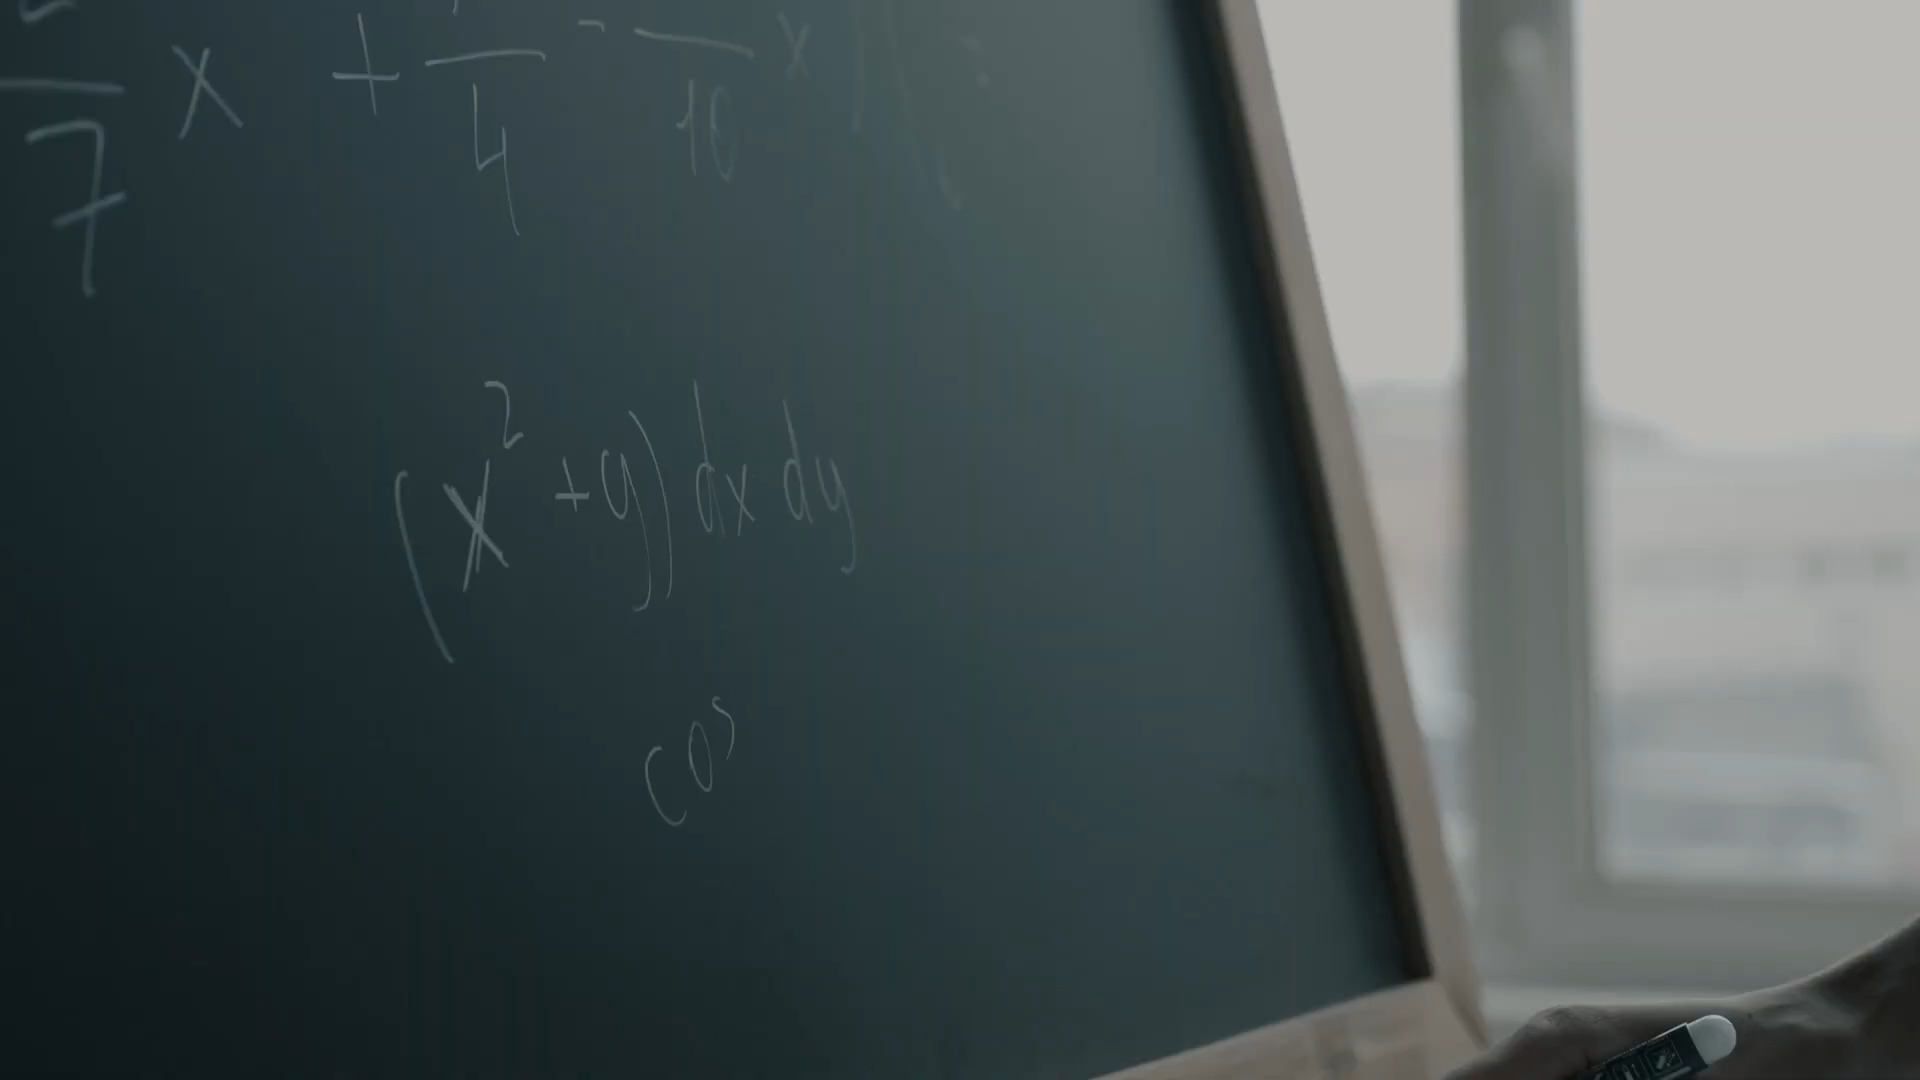 7 x + 4 - 10 x
(x² + y) dx dy
cos